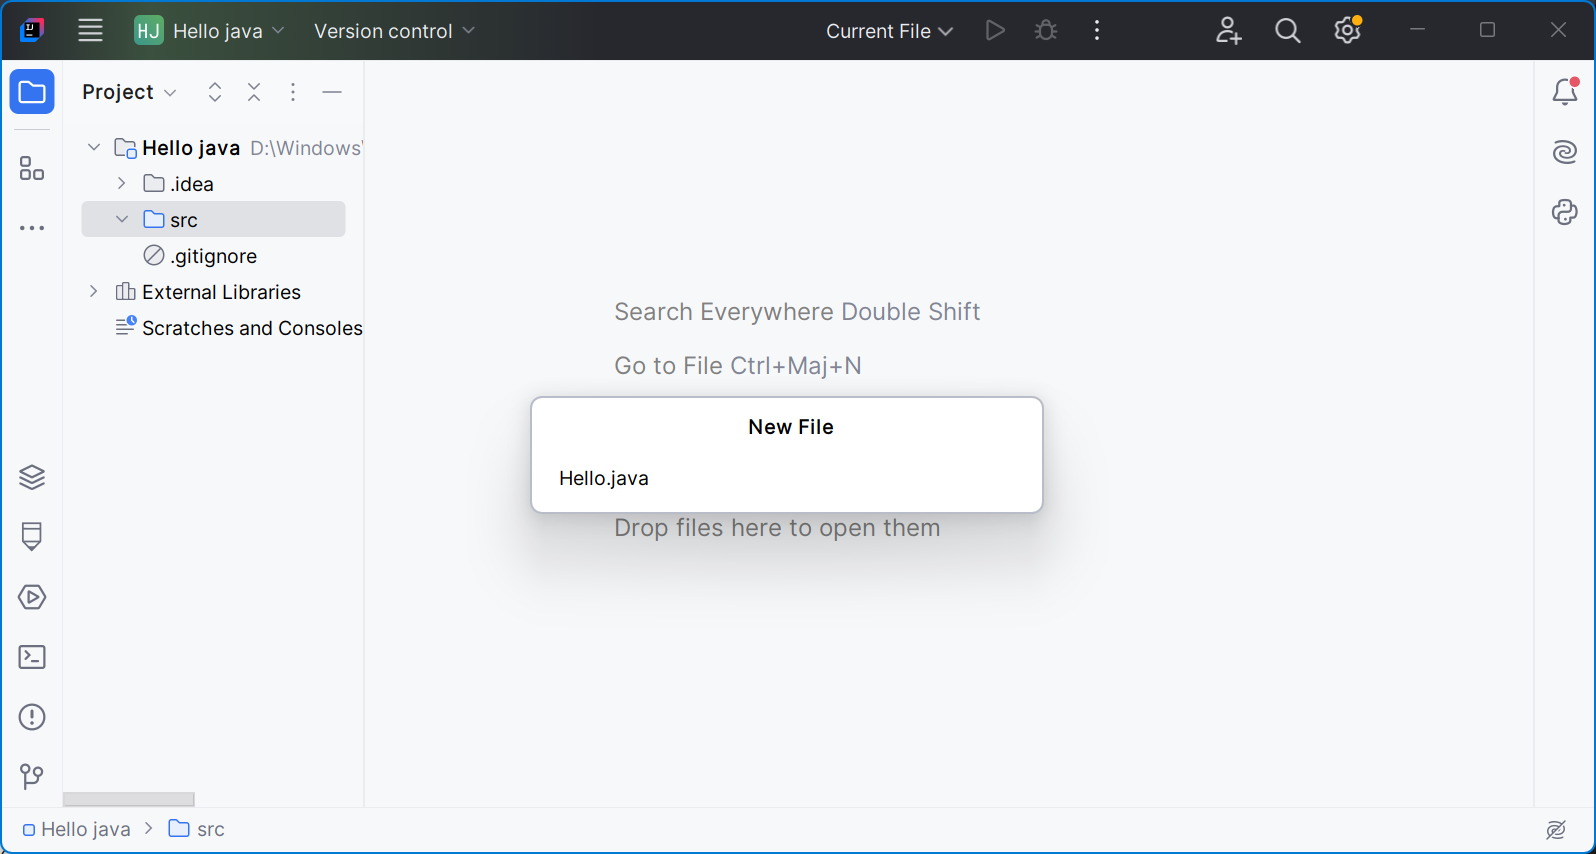 HJ Hello java Version control Current File
Project
Hello java D:\Windows\
.idea
src
.gitignore
External Libraries
Scratches and Consoles
Search Everywhere Double Shift
Go to File Ctrl+Maj+N
New File
Hello.java
Drop files here to open them
Hello java > src